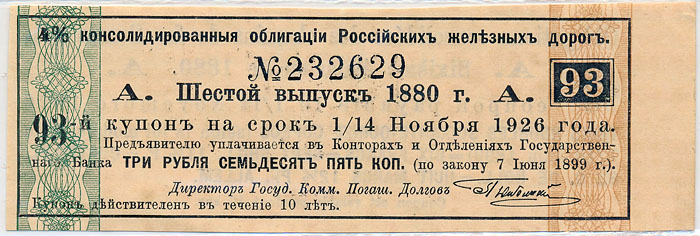 4% консолидированныя облигаціи Россійскихъ желѣзныхъ дорогъ.
№232629
А. Шестой выпускъ 1880 г. А. 93
93-й купон на срокъ 1/14 Ноября 1926 года.
Предъявителю уплачивается въ Конторахъ и Отдѣленіяхъ Государствен-
наго Банка ТРИ РУБЛЯ СЕМЬДЕСЯТЪ ПЯТЬ КОП. (по закону 7 Іюня 1899 г.).
Директоръ Госуд. Комм. Погаш. Долговъ
Купонъ дѣйствителенъ въ теченіе 10 лѣтъ.